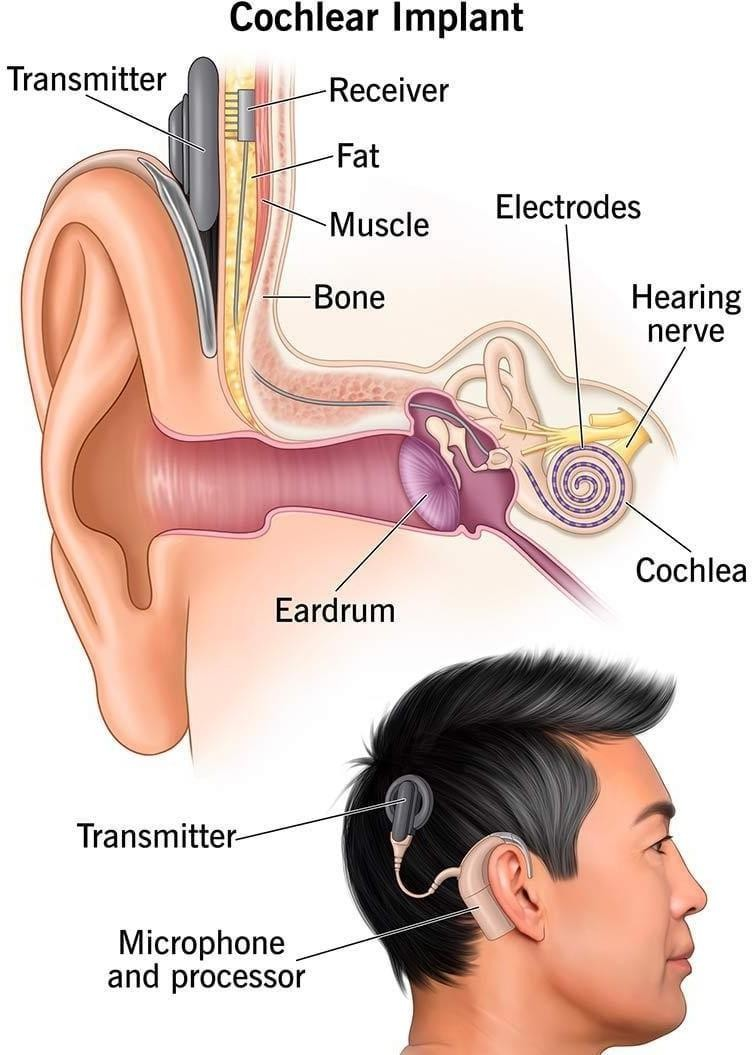 Cochlear Implant
Transmitter
Receiver
Fat
Muscle
Electrodes
Bone
Hearing
nerve
Cochlea
Eardrum
Transmitter
Microphone
and processor